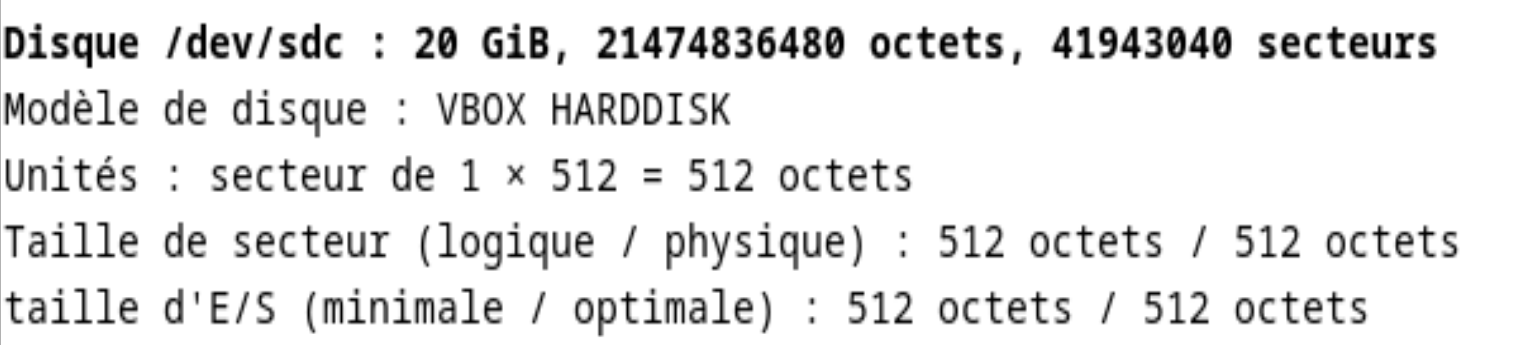 Disque /dev/sdc : 20 GiB, 21474836480 octets, 41943040 secteurs
Modèle de disque : VBOX HARDDISK
Unités : secteur de 1 × 512 = 512 octets
Taille de secteur (logique / physique) : 512 octets / 512 octets
taille d'E/S (minimale / optimale) : 512 octets / 512 octets